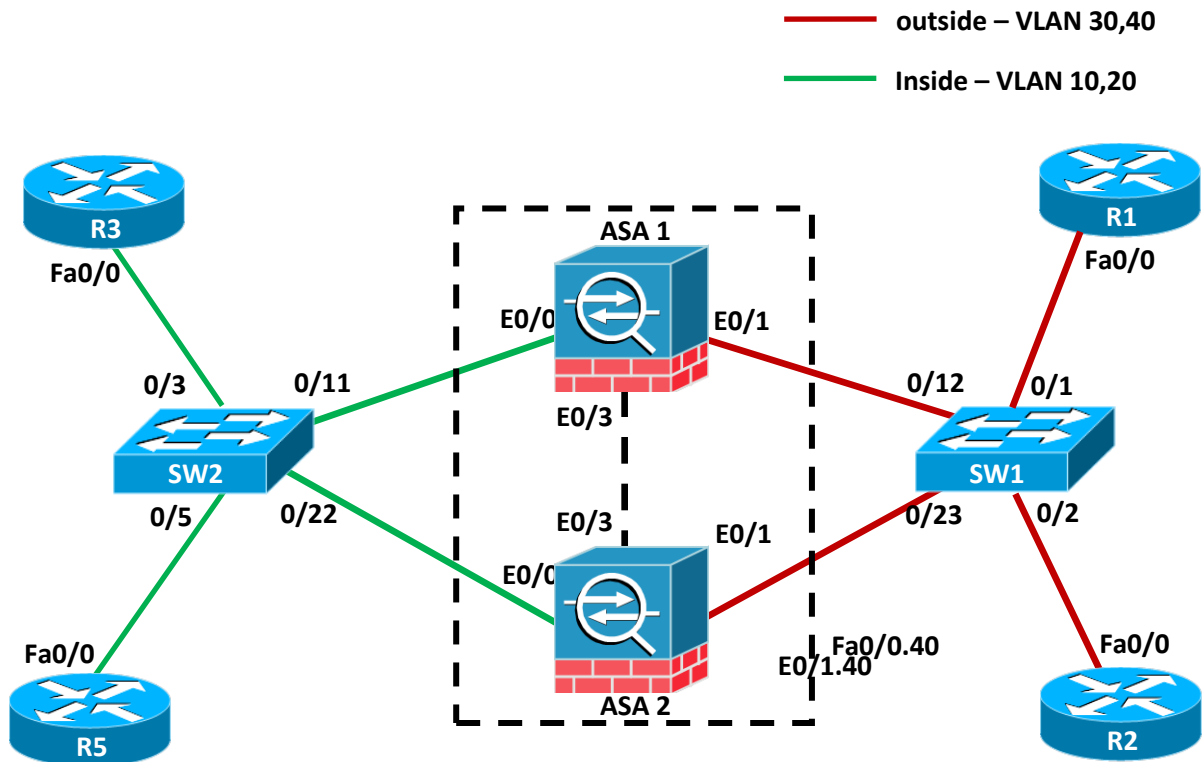 outside – VLAN 30,40
Inside – VLAN 10,20
R3
Fa0/0
R1
Fa0/0
ASA 1
E0/0
E0/1
E0/3
0/3
0/11
0/12
0/1
SW2
SW1
0/5
0/22
0/23
0/2
E0/3
E0/1
E0/0
Fa0/0
R5
Fa0/0.40
E0/1.40
ASA 2
Fa0/0
R2